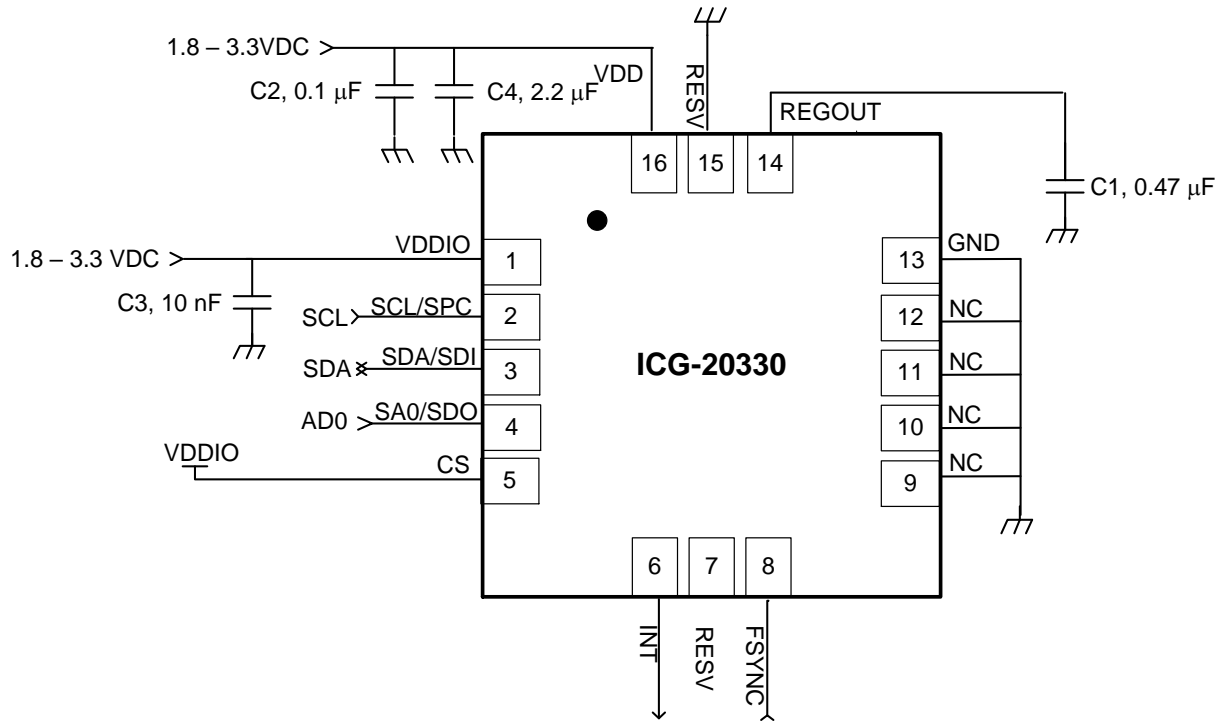 1.8 – 3.3VDC
C2, 0.1 μF
C4, 2.2 μF
VDD
RESV
REGOUT
C1, 0.47 μF
16
15
14
1.8 – 3.3 VDC
VDDIO
C3, 10 nF
SCL
SCL/SPC
SDA
SDA/SDI
AD0
SA0/SDO
VDDIO
CS
1
2
3
4
5
ICG-20330
13
12
11
10
9
GND
NC
NC
NC
NC
6
7
8
INT
RESV
FSYNC